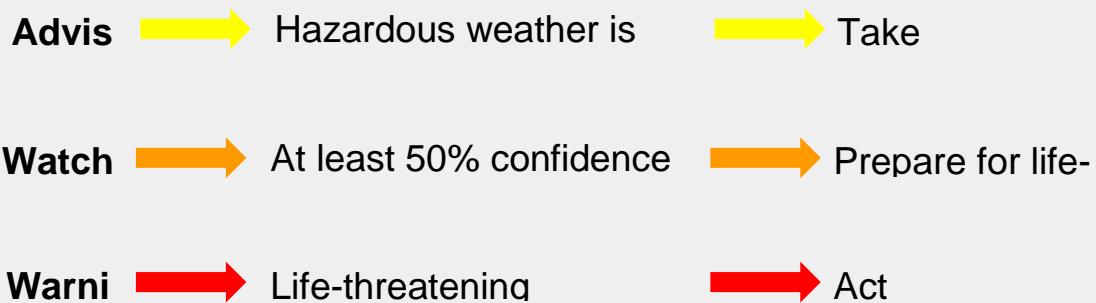 Advis Hazardous weather is Take
Watch At least 50% confidence Prepare for life-
Warni Life-threatening Act